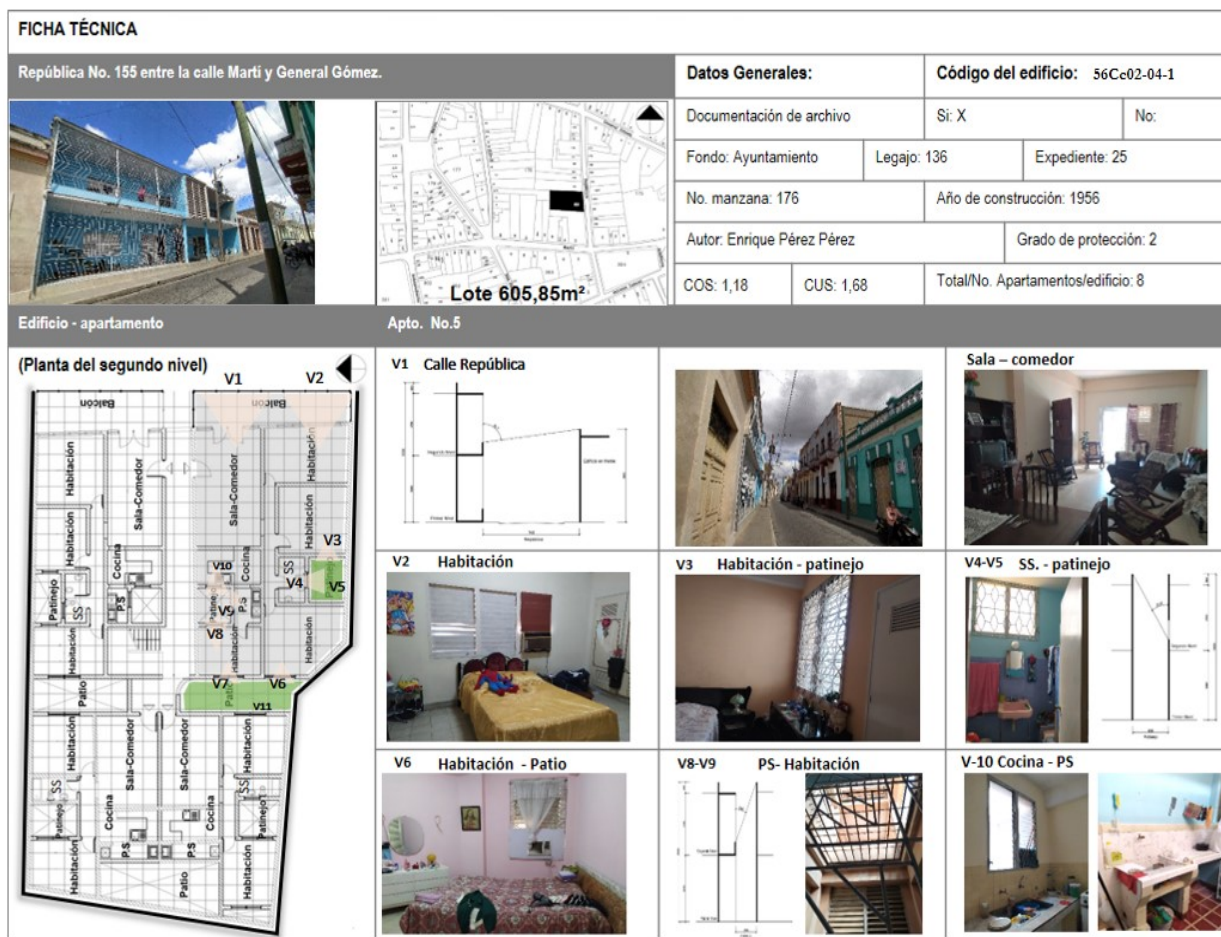 FICHA TÉCNICA
República No. 155 entre la calle Martí y General Gómez.
Datos Generales:
Código del edificio: 56Cc02-04-1
Documentación de archivo
Si: X
No:
Fondo: Ayuntamiento
Legajo: 136
Expediente: 25
No. manzana: 176
Año de construcción: 1956
Autor: Enrique Pérez Pérez
Grado de protección: 2
COS: 1,18
CUS: 1,68
Total/No. Apartamentos/edificio: 8
Lote 605,85m²
Edificio - apartamento
Apto. No.5
(Planta del segundo nivel)
V1
V2
Balcón
Balcón
Habitación
Sala-Comedor
Sala-Comedor
Habitación
Habitación
Habitación
V3
Cocina
V10
Cocina
SS
V4
V5
Patinejo
SS
P.S
V9
P.S
V8
Habitación
Habitación
Habitación
V7
V6
Patio
Patio
V11
Habitación
Sala-Comedor
Sala-Comedor
Habitación
SS
SS
Patinejo
Cocina
Cocina
Patinejo
P.S
P.S
Habitación
Patio
Habitación
V1 Calle República
República
Sala – comedor
V2 Habitación
V3 Habitación - patinejo
V4-V5 SS. - patinejo
V6 Habitación - Patio
V8-V9 PS- Habitación
V-10 Cocina - PS